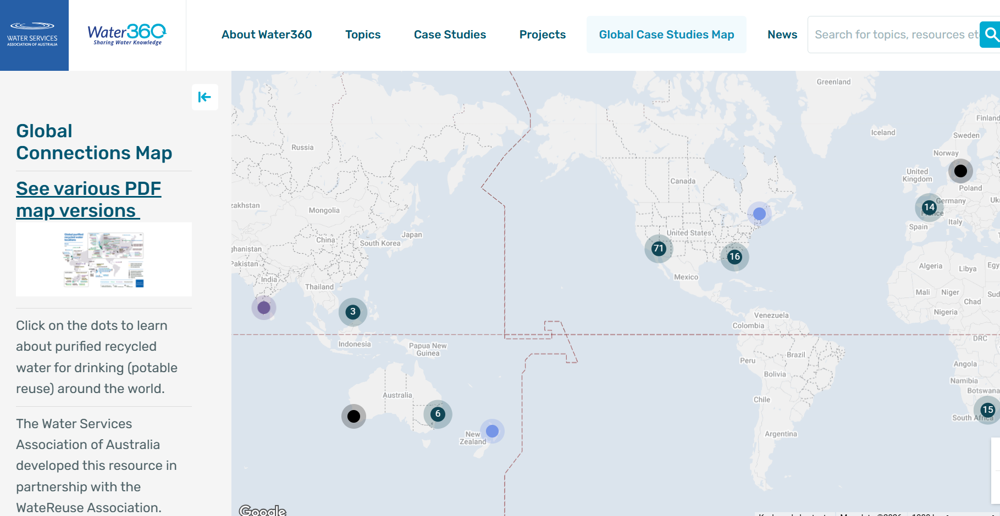 WATER SERVICES
ASSOCIATION OF AUSTRALIA
Water360
Sharing Water Knowledge
About Water360
Topics
Case Studies
Projects
Global Case Studies Map
News
Search for topics, resources et
Global
Connections Map
See various PDF
map versions
Global purified
recycled water
locations
Click on the dots to learn
about purified recycled
water for drinking (potable
reuse) around the world.
The Water Services
Association of Australia
developed this resource in
partnership with the
WateReuse Association.
Greenland
Finland
Iceland
Sweden
Russia
Norway
United
Kingdom
Canada
Poland
zakhstan
Mongolia
Germany
Uk
14
France
Italy
Spain
Japan
United States
China
South Korea
ghanistan
71
16
Pakistan
Algeria
Libya
Egy
India
Mexico
Thailand
Mali
Niger
Sud
Chad
3
Nigeria
Venezuela
Colombia
DRC
Indonesia
Papua New
Guinea
Brazil
Peru
Angola
Bolivia
Namibia
Botswana
Australia
Chile
6
15
South Africa
New
Zealand
Argentina
Google